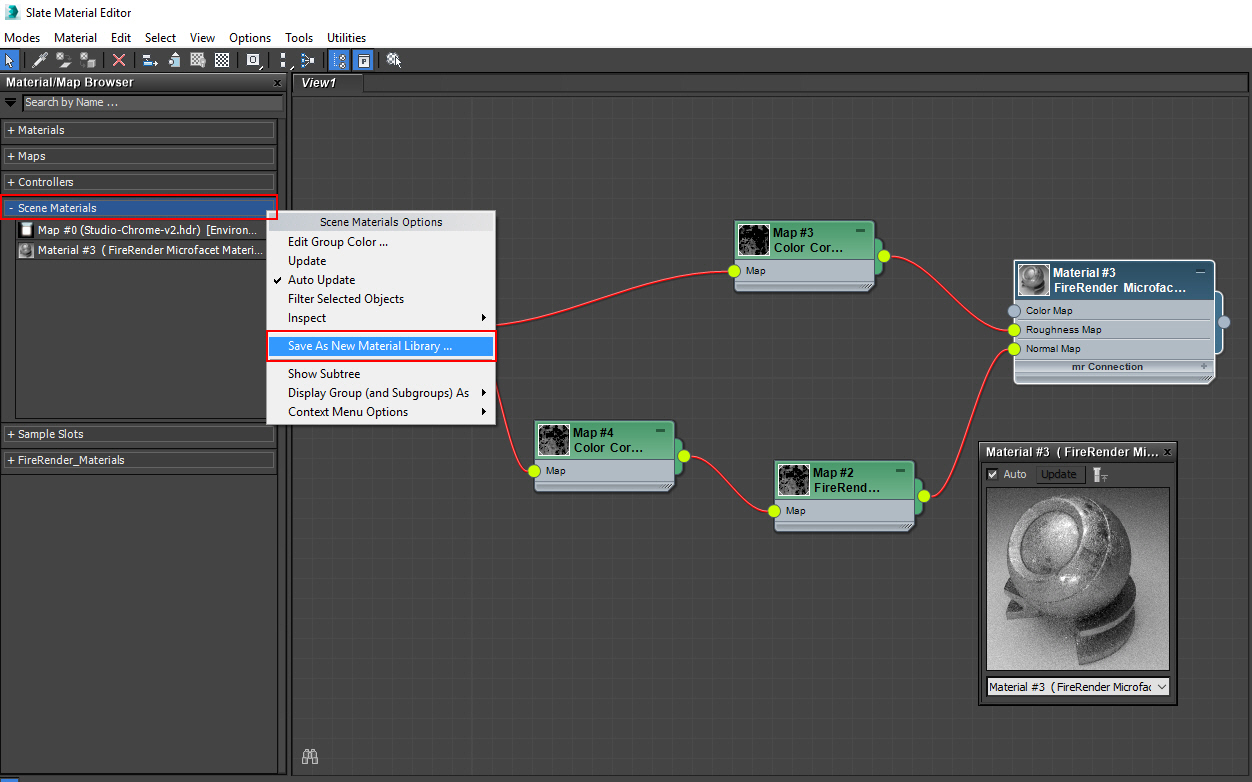 Slate Material Editor
Modes Material Edit Select View Options Tools Utilities
Material/Map Browser x
Search by Name ...
+ Materials
+ Maps
+ Controllers
- Scene Materials
Map #0 (Studio-Chrome-v2.hdr) [Environ...
Material #3 ( FireRender Microfacet Materi...
+ Sample Slots
+ FireRender_Materials
Scene Materials Options
Edit Group Color ...
Update
Auto Update
Filter Selected Objects
Inspect
Save As New Material Library ...
Show Subtree
Display Group (and Subgroups) As
Context Menu Options
View1
Map #3
Color Cor...
Map
Map #4
Color Cor...
Map
Map #2
FireRend...
Map
Material #3
FireRender Microfac...
Color Map
Roughness Map
Normal Map
mr Connection +
Material #3 ( FireRender Mi... x
Auto Update
Material #3 ( FireRender Microfac